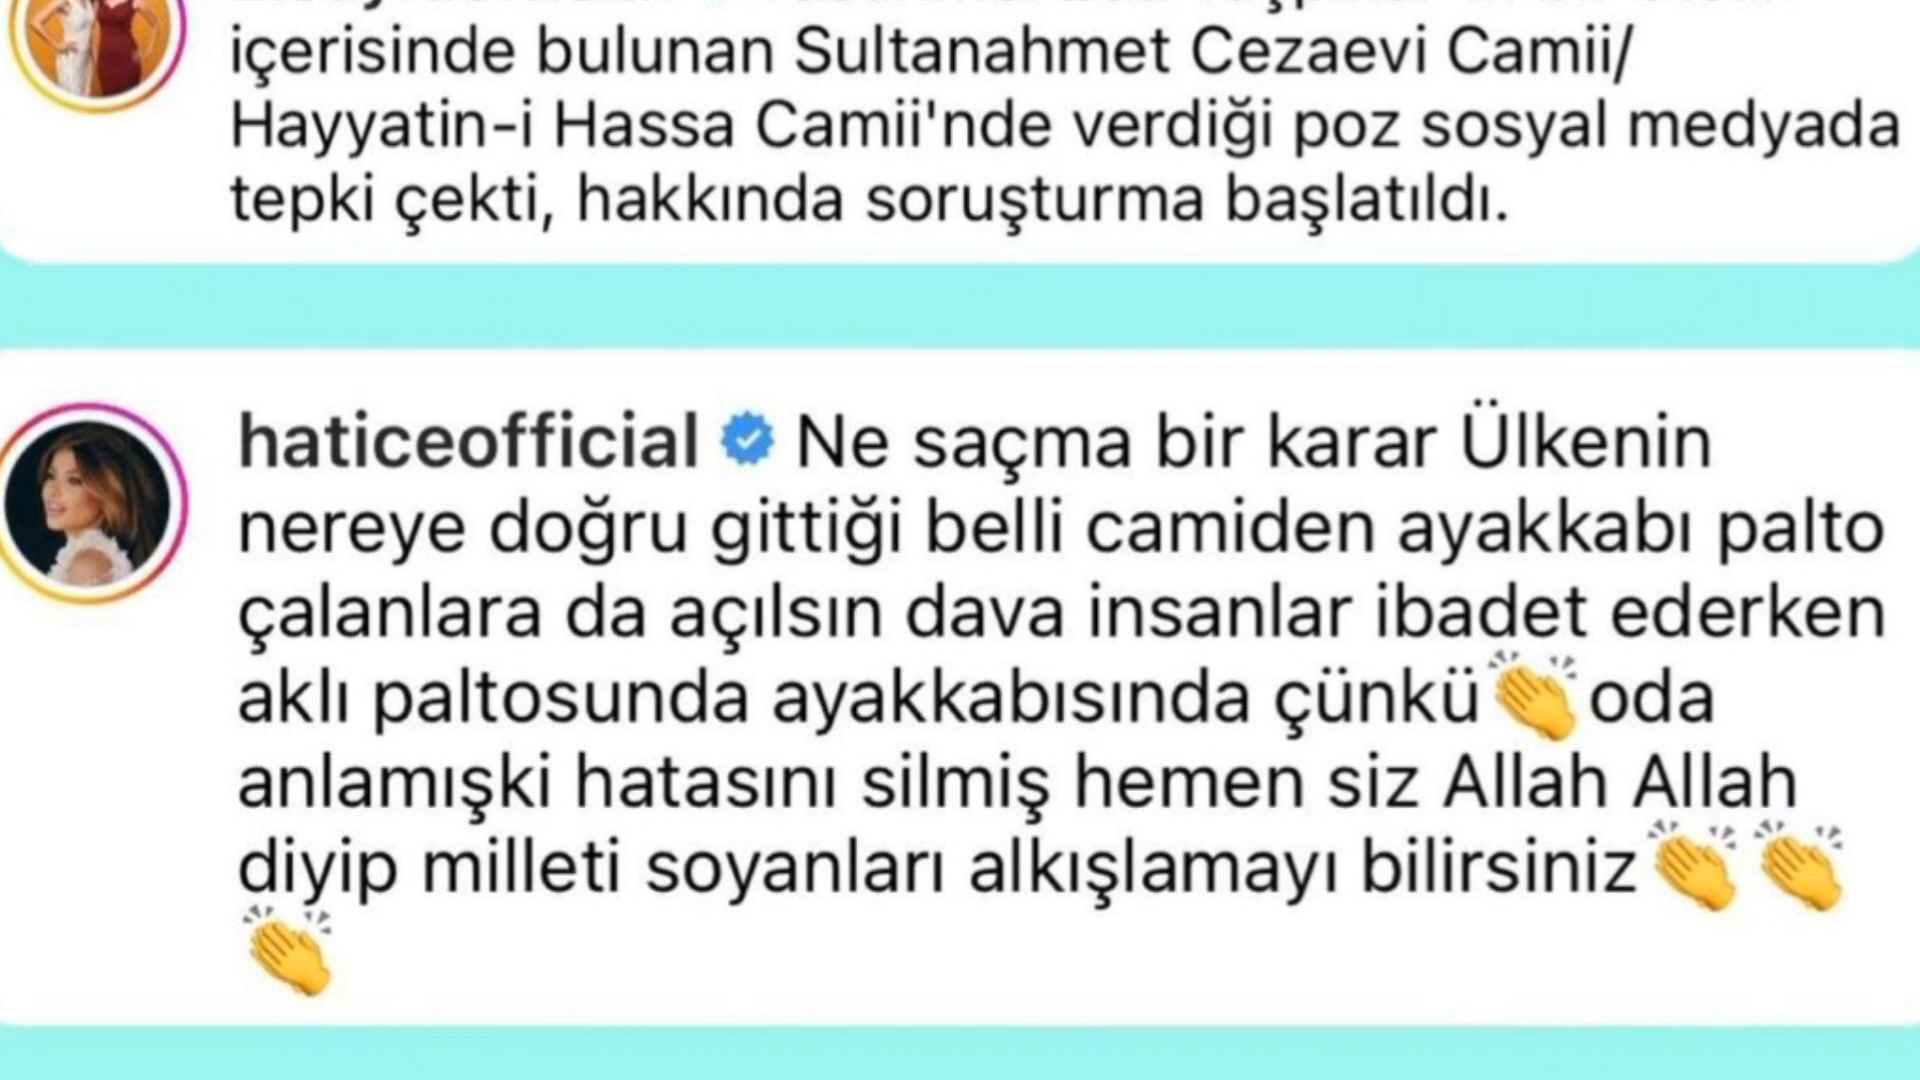 içerisinde bulunan Sultanahmet Cezaevi Camii/
Hayyatin-i Hassa Camii'nde verdiği poz sosyal medyada
tepki çekti, hakkında soruşturma başlatıldı.
haticeofficial Ne saçma bir karar Ülkenin
nereye doğru gittiği belli camiden ayakkabı palto
çalanlara da açılsın dava insanlar ibadet ederken
aklı paltosunda ayakkabısında çünkü👏oda
anlamışki hatasını silmiş hemen siz Allah Allah
diyip milleti soyanları alkışlamayı bilirsiniz👏👏
👏